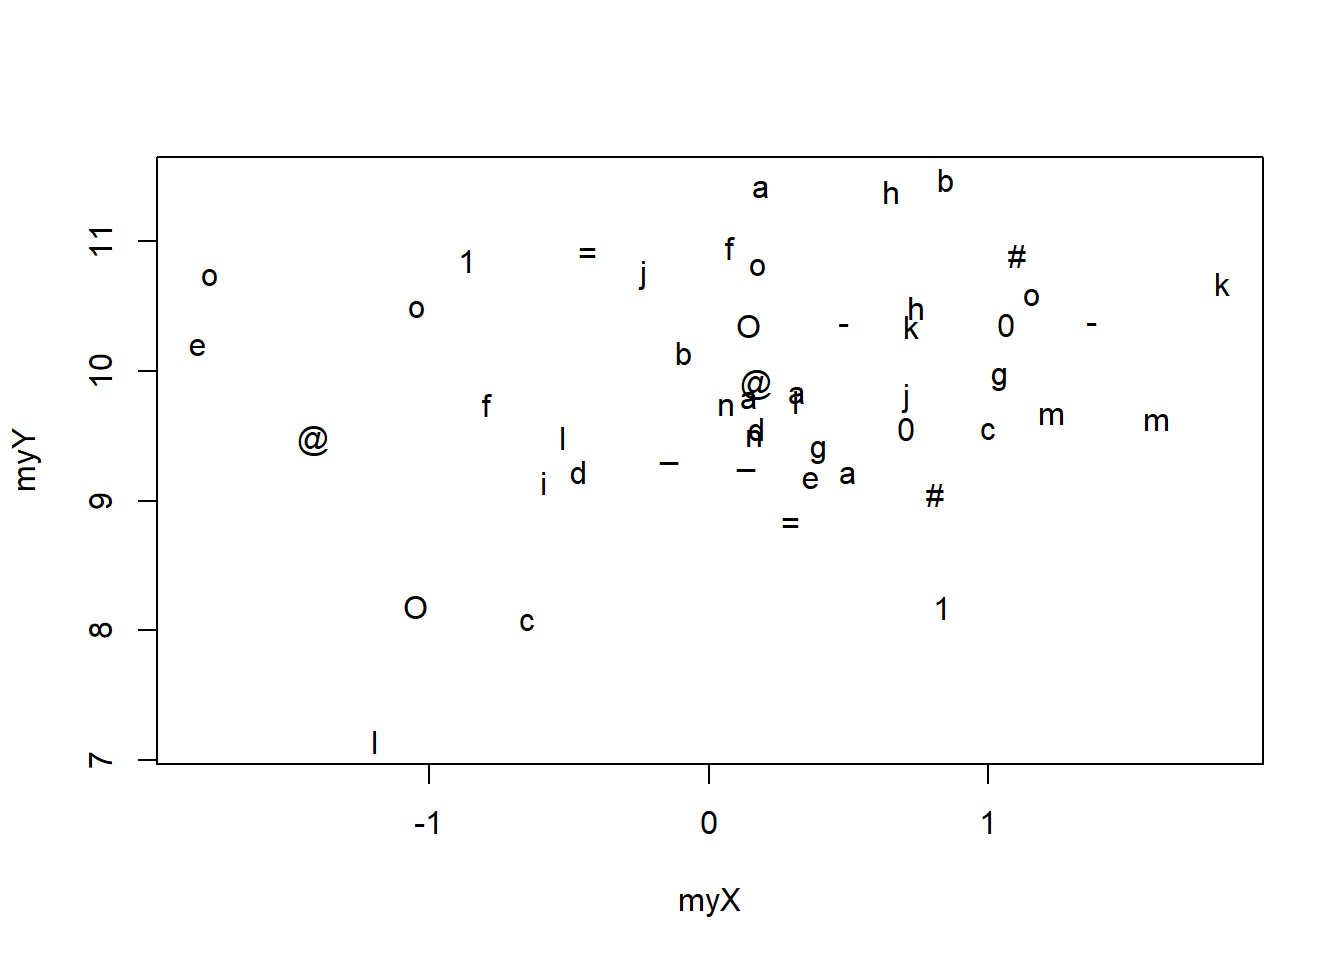 a h b
11 = f #
o 1 j o k
o h o
e O - k 0 -
10 b
@ g
f n a a i j m m
@ l d n 0 c
i d _ _ g e a
9 #
=
O c 1
8
l
7
-1 0 1
myX
myY